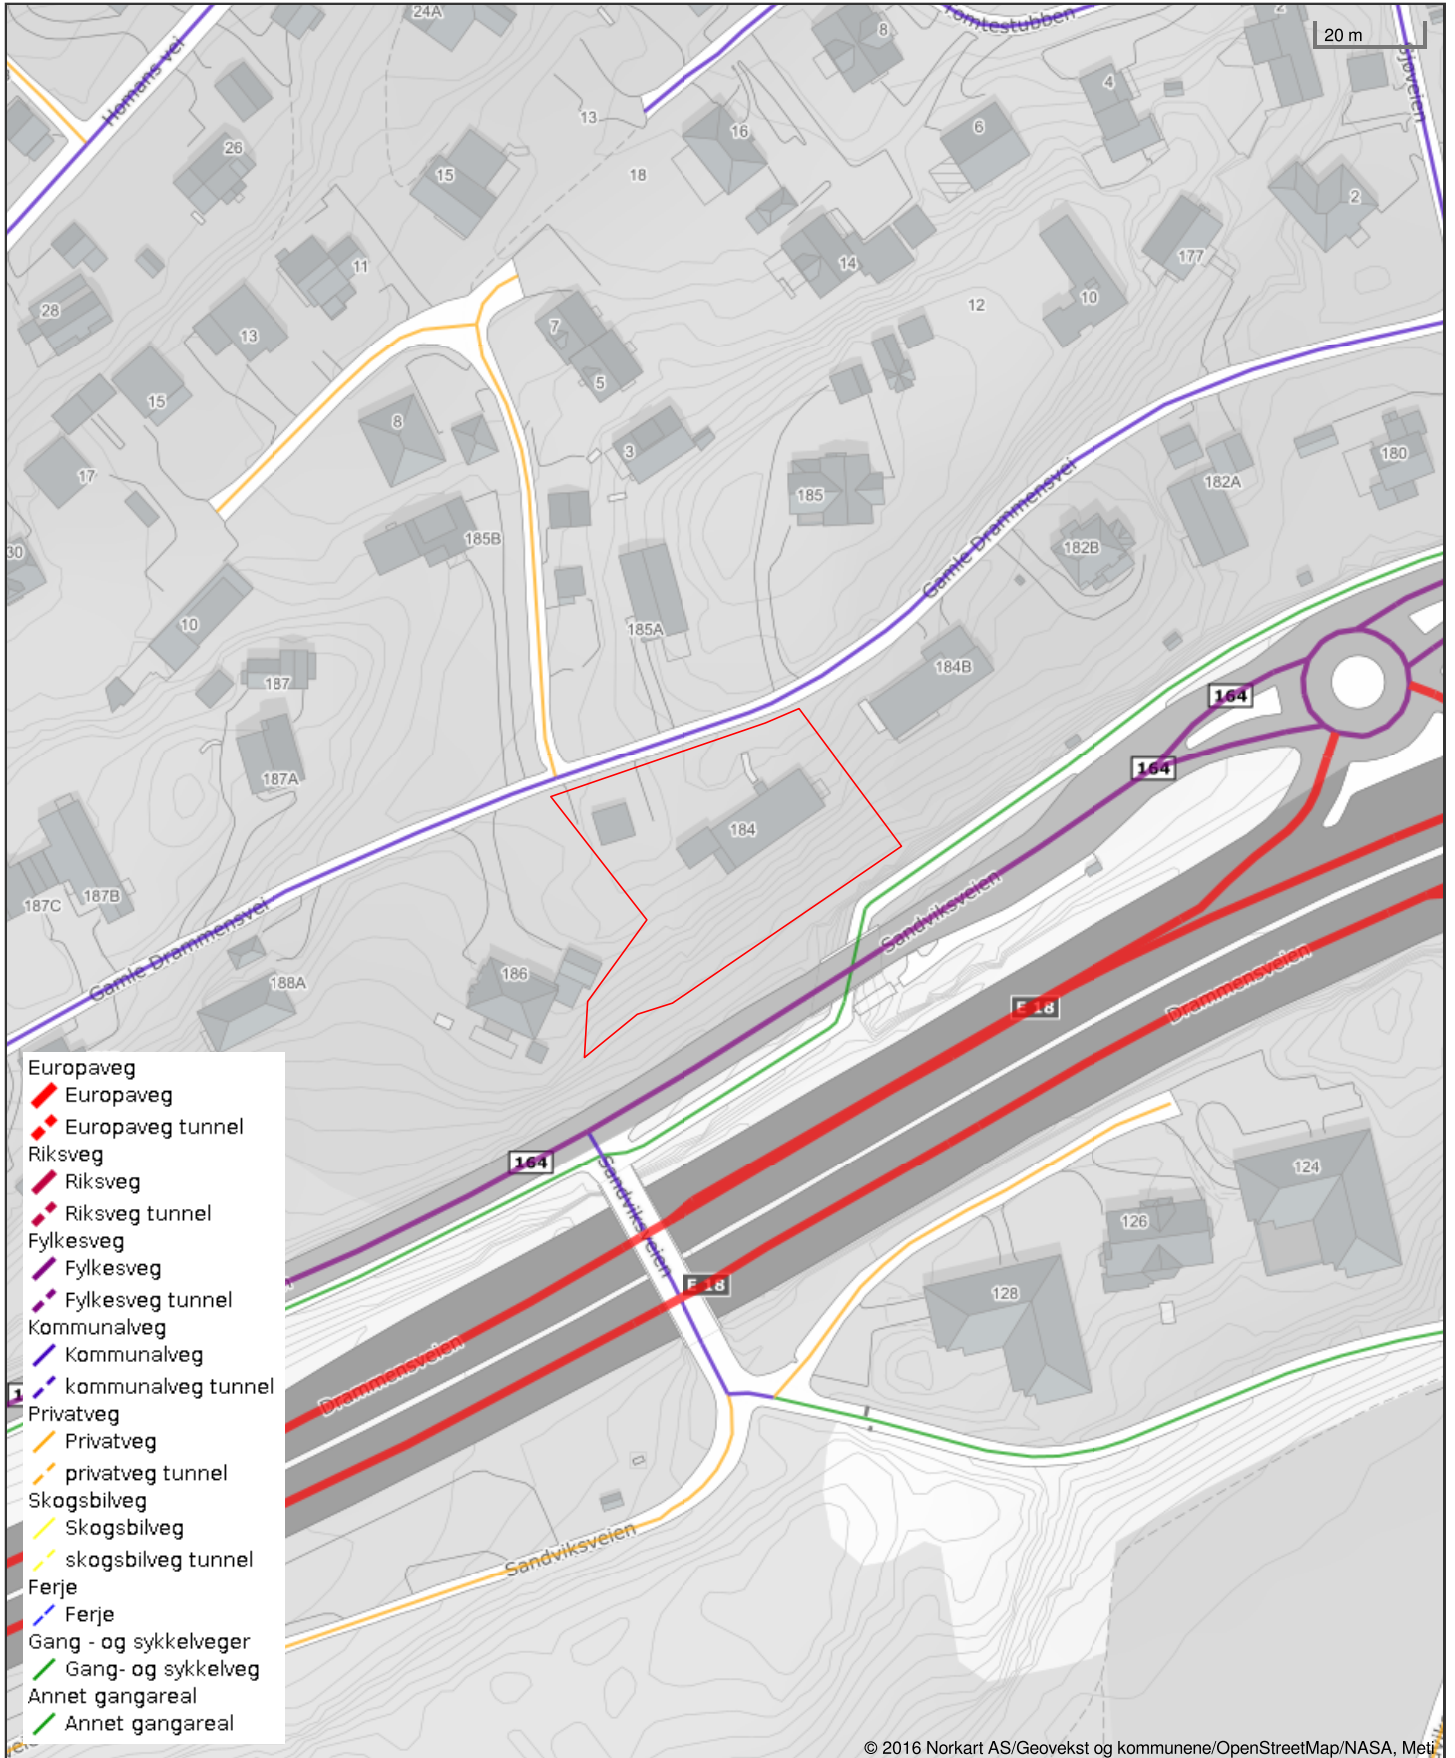 24A
Tomtestubben
8
2
20 m
Homans vei
4
13
16
6
26
15
18
2
11
14
177
10
12
28
13
7
5
15
8
3
180
17
185
182A
185B
Gamle Drammensvei
182B
30
10
185A
184B
187
164
164
187A
184
187B
187C
Sandviksveien
Gamle Drammensvei
186
188A
Drammensveien
E 18
164
Sandviksveien
124
126
E 18
128
Drammensveien
Sandviksveien
Europaveg
Europaveg
Europaveg tunnel
Riksveg
Riksveg
Riksveg tunnel
Fylkesveg
Fylkesveg
Fylkesveg tunnel
Kommunalveg
Kommunalveg
kommunalveg tunnel
Privatveg
Privatveg
privatveg tunnel
Skogsbilveg
Skogsbilveg
skogsbilveg tunnel
Ferje
Ferje
Gang - og sykkelveger
Gang- og sykkelveg
Annet gangareal
Annet gangareal
© 2016 Norkart AS/Geovekst og kommunene/OpenStreetMap/NASA, Meti